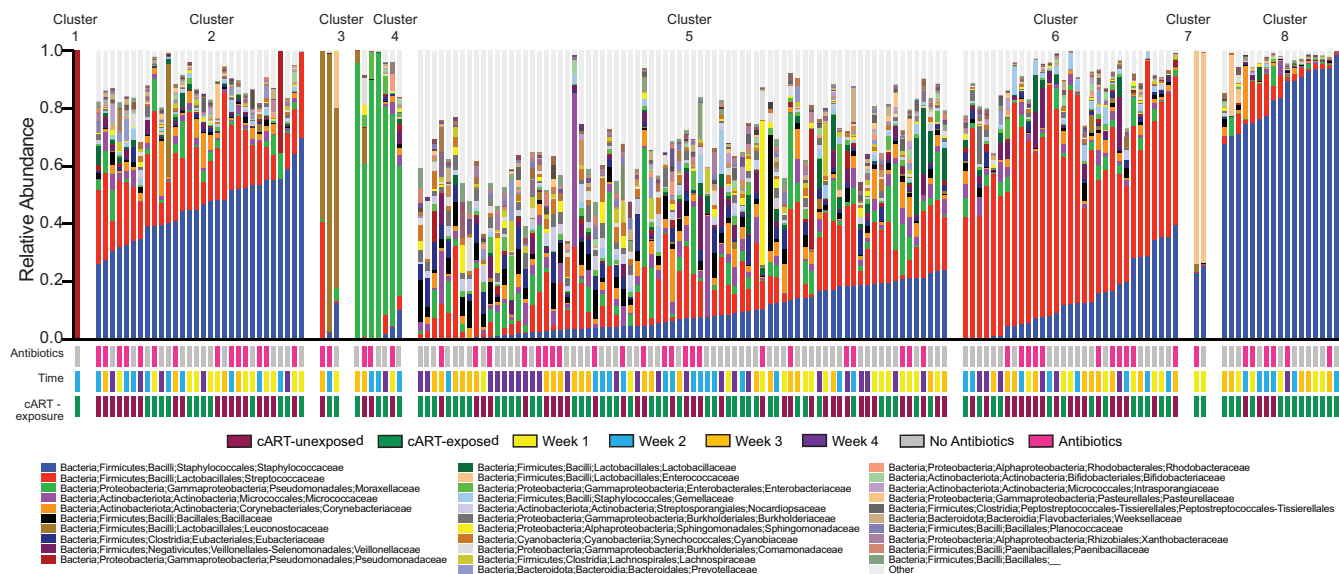 Cluster Cluster Cluster Cluster Cluster Cluster Cluster Cluster
1 2 3 4 5 6 7 8
Relative Abundance
1.0
0.8
0.6
0.4
0.2
0.0
Antibiotics
Time
cART -
exposure
cART-unexposed cART-exposed Week 1 Week 2 Week 3 Week 4 No Antibiotics Antibiotics
Bacteria;Firmicutes;Bacilli;Staphylococcales;Staphylococcaceae
Bacteria;Firmicutes;Bacilli;Lactobacillales;Streptococcaceae
Bacteria;Proteobacteria;Gammaproteobacteria;Pseudomonadales;Moraxellaceae
Bacteria;Actinobacteriota;Actinobacteria;Micrococcales;Micrococcaceae
Bacteria;Actinobacteriota;Actinobacteria;Corynebacteriales;Corynebacteriaceae
Bacteria;Firmicutes;Bacilli;Bacillales;Bacillaceae
Bacteria;Firmicutes;Bacilli;Lactobacillales;Leuconostocaceae
Bacteria;Firmicutes;Clostridia;Eubacteriales;Eubacteriaceae
Bacteria;Firmicutes;Negativicutes;Veillonellales-Selenomonadales;Veillonellaceae
Bacteria;Proteobacteria;Gammaproteobacteria;Pseudomonadales;Pseudomonadaceae
Bacteria;Firmicutes;Bacilli;Lactobacillales;Lactobacillaceae
Bacteria;Firmicutes;Bacilli;Lactobacillales;Enterococcaceae
Bacteria;Proteobacteria;Gammaproteobacteria;Enterobacterales;Enterobacteriaceae
Bacteria;Firmicutes;Bacilli;Staphylococcales;Gemellaceae
Bacteria;Actinobacteriota;Actinobacteria;Streptosporangiales;Nocardiopsaceae
Bacteria;Proteobacteria;Gammaproteobacteria;Burkholderiales;Burkholderiaceae
Bacteria;Proteobacteria;Alphaproteobacteria;Sphingomonadales;Sphingomonadaceae
Bacteria;Cyanobacteria;Cyanobacteriia;Synechococcales;Cyanobiaceae
Bacteria;Proteobacteria;Gammaproteobacteria;Burkholderiales;Comamonadaceae
Bacteria;Firmicutes;Clostridia;Lachnospirales;Lachnospiraceae
Bacteria;Bacteroidota;Bacteroidia;Bacteroidales;Prevotellaceae
Bacteria;Proteobacteria;Alphaproteobacteria;Rhodobacterales;Rhodobacteraceae
Bacteria;Actinobacteriota;Actinobacteria;Bifidobacteriales;Bifidobacteriaceae
Bacteria;Actinobacteriota;Actinobacteria;Micrococcales;Intrasporangiaceae
Bacteria;Proteobacteria;Gammaproteobacteria;Pasteurellales;Pasteurellaceae
Bacteria;Firmicutes;Clostridia;Peptostreptococcales-Tissierellales;Peptostreptococcales-Tissierellales
Bacteria;Bacteroidota;Bacteroidia;Flavobacteriales;Weeksellaceae
Bacteria;Firmicutes;Bacilli;Bacillales;Planococcaceae
Bacteria;Proteobacteria;Alphaproteobacteria;Rhizobiales;Xanthobacteraceae
Bacteria;Firmicutes;Bacilli;Paenibacillales;Paenibacillaceae
Bacteria;Firmicutes;Bacilli;Bacillales;__
Other